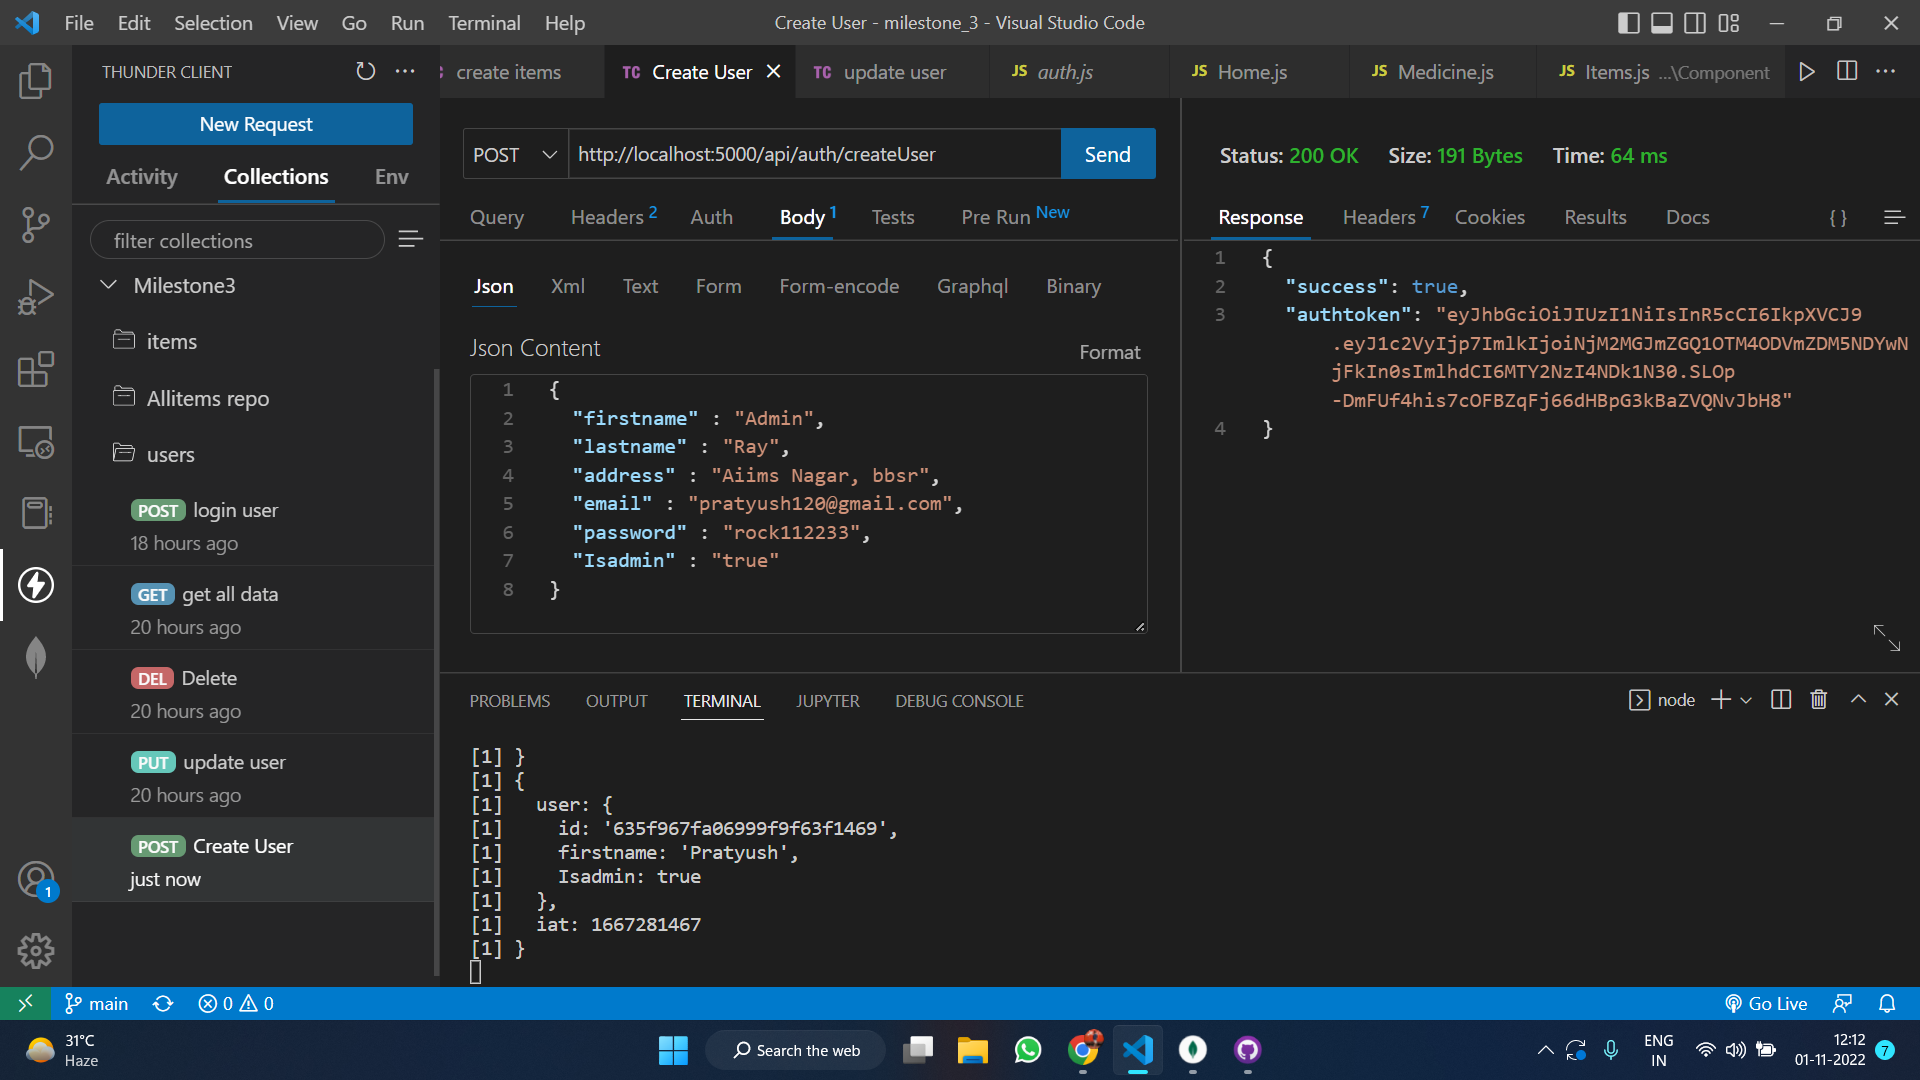 File Edit Selection View Go Run Terminal Help
Create User - milestone_3 - Visual Studio Code
THUNDER CLIENT
New Request
Activity Collections Env
filter collections
Milestone3
items
Allitems repo
users
POST login user
18 hours ago
GET get all data
20 hours ago
DEL Delete
20 hours ago
PUT update user
20 hours ago
POST Create User
just now
1
create items
TC Create User
TC update user
JS auth.js
JS Home.js
JS Medicine.js
JS Items.js ...\Component
POST http://localhost:5000/api/auth/createUser Send
Query Headers 2 Auth Body 1 Tests Pre Run New
Json Xml Text Form Form-encode Graphql Binary
Json Content Format
1 {
2 "firstname" : "Admin",
3 "lastname" : "Ray",
4 "address" : "Aiims Nagar, bbsr",
5 "email" : "pratyush120@gmail.com",
6 "password" : "rock112233",
7 "Isadmin" : "true"
8 }
Status: 200 OK Size: 191 Bytes Time: 64 ms
Response Headers 7 Cookies Results Docs { }
1 {
2 "success": true,
3 "authtoken": "eyJhbGciOiJIUzI1NiIsInR5cCI6IkpXVCJ9
.eyJ1c2VyIjp7ImlkIjoiNjM2MGJmZGQ1OTM4ODVmZDM5NDYwN
jFkIn0sImlhdCI6MTY2NzI4NDk1N30.SLOp
-DmFUf4his7cOFBZqFj66dHBpG3kBaZVQNvJbH8"
4 }
PROBLEMS OUTPUT TERMINAL JUPYTER DEBUG CONSOLE
node
[1] }
[1] {
[1] user: {
[1] id: '635f967fa06999f9f63f1469',
[1] firstname: 'Pratyush',
[1] Isadmin: true
[1] },
[1] iat: 1667281467
[1] }
main 0 0
Go Live
31°C
Haze
Search the web
ENG
IN
12:12
01-11-2022
7